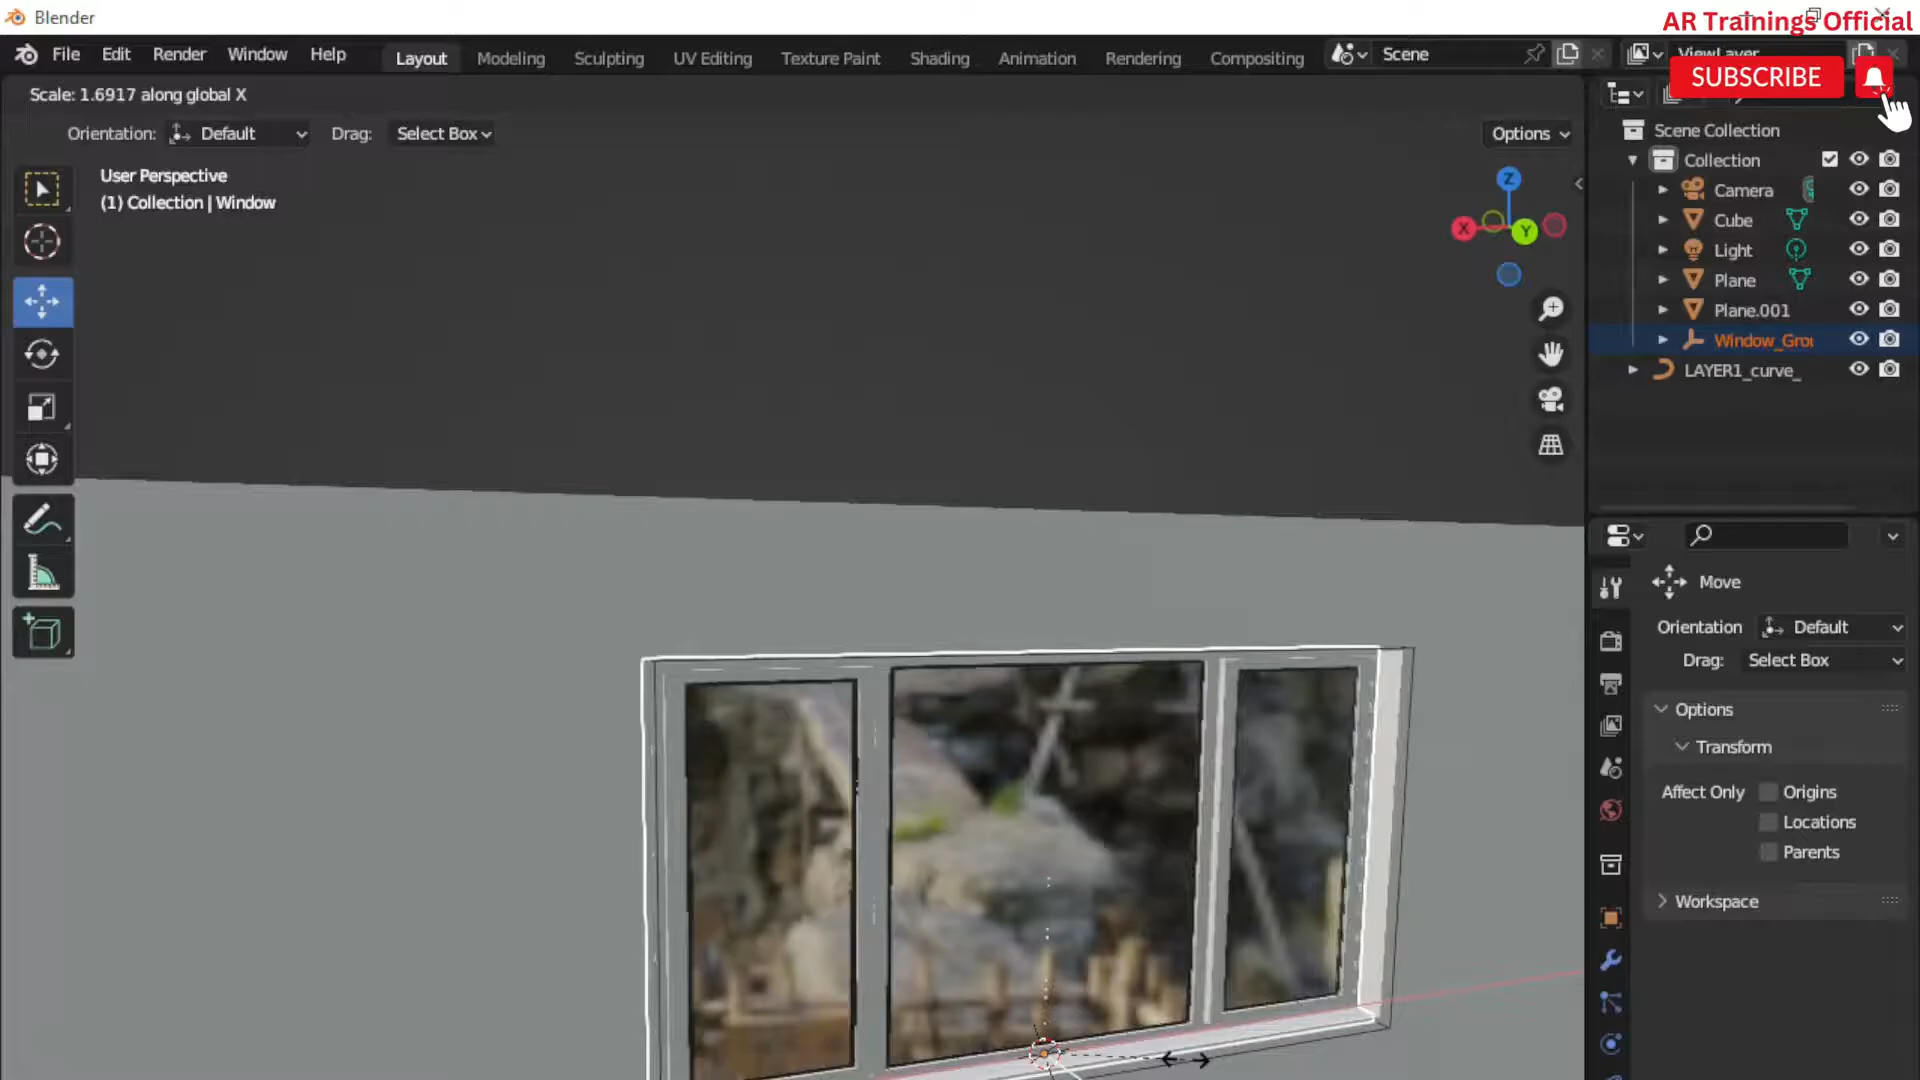 Blender
AR Trainings Official
File Edit Render Window Help
Layout Modeling Sculpting UV Editing Texture Paint Shading Animation Rendering Compositing
Scene
ViewLayer
SUBSCRIBE
Scale: 1.6917 along global X
Orientation: Default Drag: Select Box
Options
User Perspective
(1) Collection | Window
Z
X
Y
Scene Collection
Collection
Camera
Cube
Light
Plane
Plane.001
Window_Grou
LAYER1_curve_
Move
Orientation Default
Drag: Select Box
Options
Transform
Affect Only Origins
Locations
Parents
Workspace